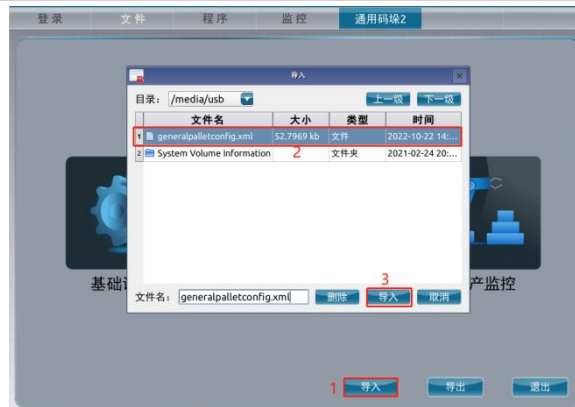 登录 文件 程序 监控 通用码垛2
导入
目录: /media/usb 上一级 下一级
文件名 大小 类型 时间
1 generalpalletconfig.xml 52.7969 kb 文件 2022-10-22 14:...
2 System Volume Information 文件夹 2021-02-24 20:...
2
基础 产监控
3
文件名: generalpalletconfig.xml 删除 导入 取消
1 导入 导出 退出